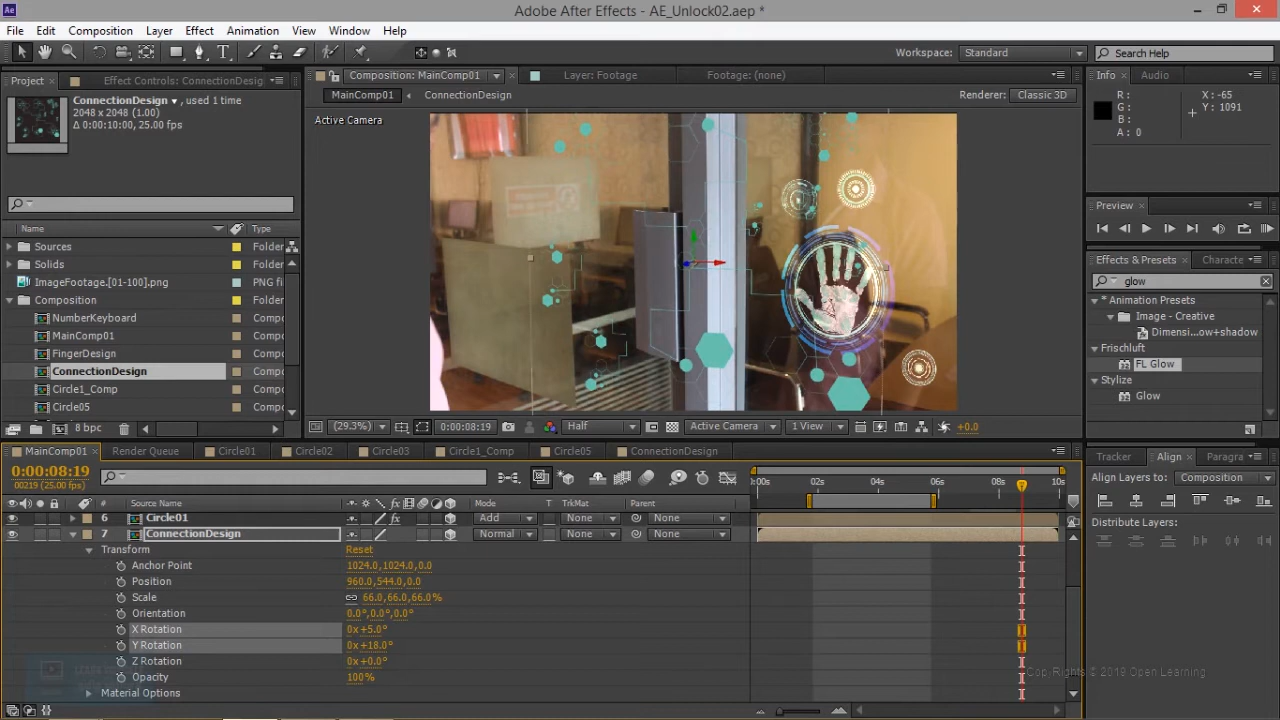 Ae
Adobe After Effects - AE_Unlock02.aep *
File Edit Composition Layer Effect Animation View Window Help
Workspace: Standard Search Help
Project Effect Controls: ConnectionDesig
ConnectionDesign , used 1 time
2048 x 2048 (1.00)
Δ 0:00:10:00, 25.00 fps
Name Type
Sources Folder
Solids Folder
ImageFootage.[01-100].png PNG fi
Composition Folder
NumberKeyboard Compo
MainComp01 Compo
FingerDesign Compo
ConnectionDesign Compo
Circle1_Comp Compo
Circle05 Compo
8 bpc
Composition: MainComp01 Layer: Footage Footage: (none)
MainComp01 ConnectionDesign Renderer: Classic 3D
Active Camera
(29.3%) 0:00:08:19 Half Active Camera 1 View +0.0
Info Audio
R : X : -65
G : Y : 1091
B :
A : 0
Preview
Effects & Presets Characte
glow
* Animation Presets
Image - Creative
Dimensi...ow+shadow
Frischluft
FL Glow
Stylize
Glow
MainComp01 Render Queue Circle01 Circle02 Circle03 Circle1_Comp Circle05 ConnectionDesign
0:00:08:19
00219 (25.00 fps)
:00s 02s 04s 06s 08s 10s
# Source Name Mode T TrkMat Parent
6 Circle01 Add None None
7 ConnectionDesign Normal None None
Transform Reset
Anchor Point 1024.0,1024.0,0.0
Position 960.0,544.0,0.0
Scale 66.0,66.0,66.0%
Orientation 0.0°,0.0°,0.0°
X Rotation 0x+5.0°
Y Rotation 0x+18.0°
Z Rotation 0x+0.0°
Opacity 100%
Material Options
Tracker Align Paragra
Align Layers to: Composition
Distribute Layers:
Cop Rights © 2019 Open Learning